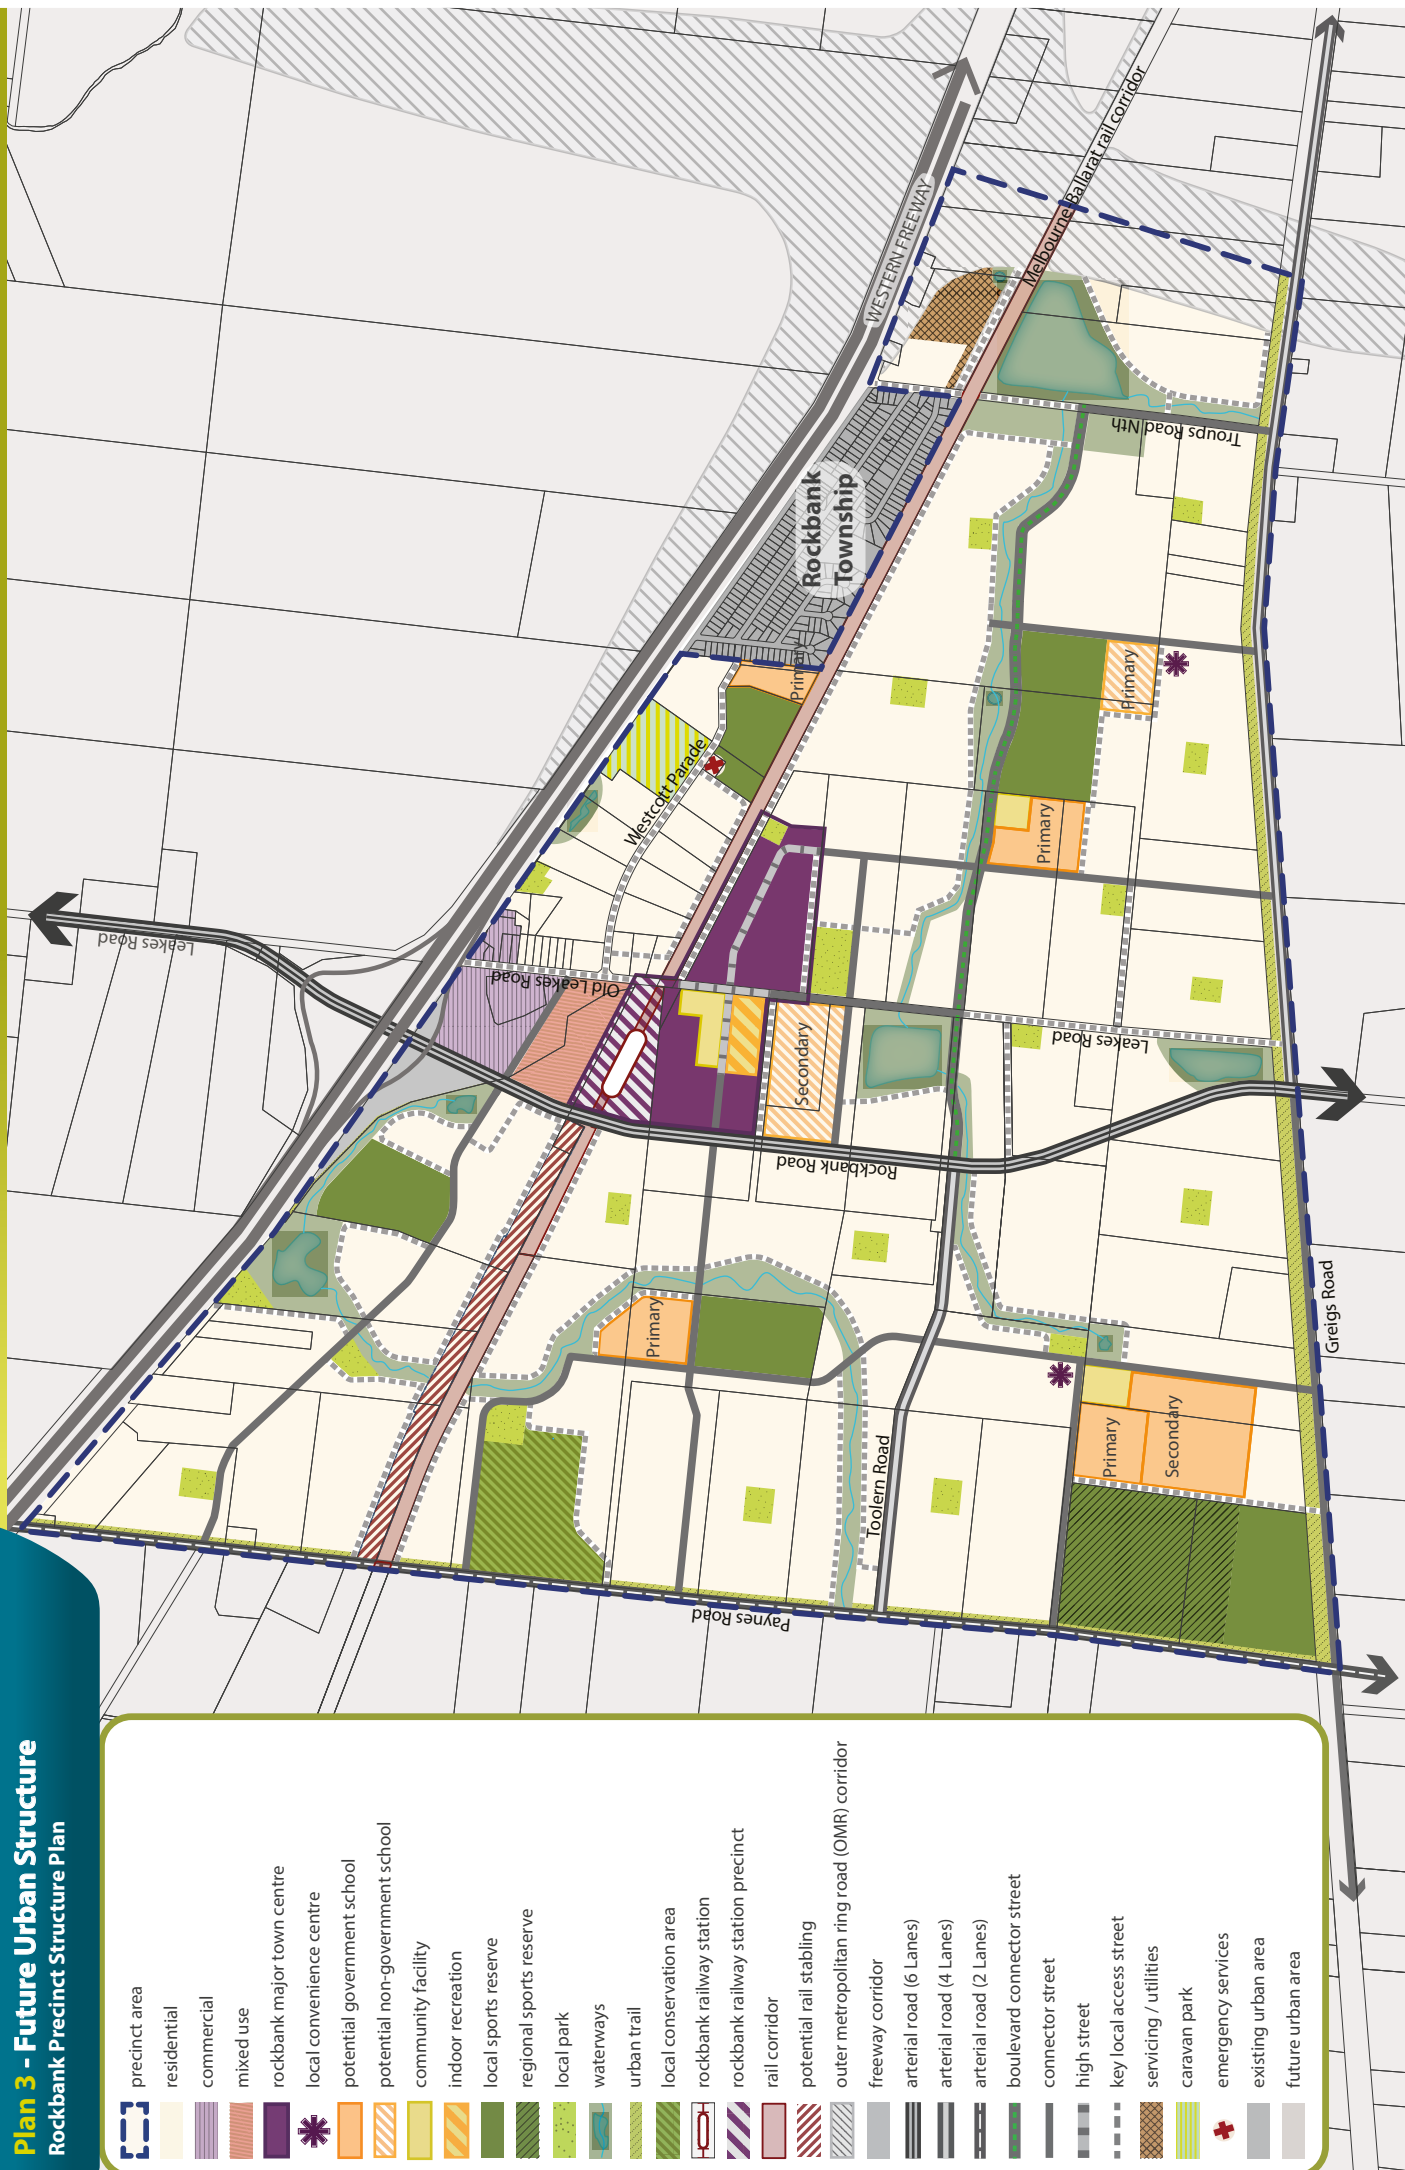 Plan 3 - Future Urban Structure
Rockbank Precinct Structure Plan
precinct area
residential
commercial
mixed use
rockbank major town centre
local convenience centre
potential government school
potential non-government school
community facility
indoor recreation
local sports reserve
regional sports reserve
local park
waterways
urban trail
local conservation area
rockbank railway station
rockbank railway station precinct
rail corridor
potential rail stabling
outer metropolitan ring road (OMR) corridor
freeway corridor
arterial road (6 Lanes)
arterial road (4 Lanes)
arterial road (2 Lanes)
boulevard connector street
connector street
high street
key local access street
servicing / utilities
caravan park
emergency services
existing urban area
future urban area
Leakes Road
WESTERN FREEWAY
Melbourne-Ballarat rail corridor
Rockbank
Township
Primary
Westcott Parade
Old Leakes Road
Troups Road Nth
Primary
Primary
Secondary
Leakes Road
Rockbank Road
Primary
Toolern Road
Primary
Secondary
Paynes Road
Greigs Road